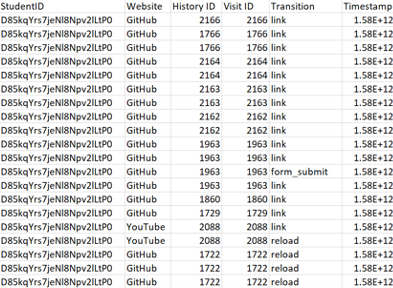 StudentID Website History ID Visit ID Transition Timestamp
D85kqYrs7jeNl8Npv2lLtP0 GitHub 2166 2166 link 1.58E+12
D85kqYrs7jeNl8Npv2lLtP0 GitHub 1766 1766 link 1.58E+12
D85kqYrs7jeNl8Npv2lLtP0 GitHub 1766 1766 link 1.58E+12
D85kqYrs7jeNl8Npv2lLtP0 GitHub 2164 2164 link 1.58E+12
D85kqYrs7jeNl8Npv2lLtP0 GitHub 2164 2164 link 1.58E+12
D85kqYrs7jeNl8Npv2lLtP0 GitHub 2163 2163 link 1.58E+12
D85kqYrs7jeNl8Npv2lLtP0 GitHub 2163 2163 link 1.58E+12
D85kqYrs7jeNl8Npv2lLtP0 GitHub 2162 2162 link 1.58E+12
D85kqYrs7jeNl8Npv2lLtP0 GitHub 2162 2162 link 1.58E+12
D85kqYrs7jeNl8Npv2lLtP0 GitHub 1963 1963 link 1.58E+12
D85kqYrs7jeNl8Npv2lLtP0 GitHub 1963 1963 link 1.58E+12
D85kqYrs7jeNl8Npv2lLtP0 GitHub 1963 1963 form_submit 1.58E+12
D85kqYrs7jeNl8Npv2lLtP0 GitHub 1963 1963 link 1.58E+12
D85kqYrs7jeNl8Npv2lLtP0 GitHub 1860 1860 link 1.58E+12
D85kqYrs7jeNl8Npv2lLtP0 GitHub 1729 1729 link 1.58E+12
D85kqYrs7jeNl8Npv2lLtP0 YouTube 2088 2088 link 1.58E+12
D85kqYrs7jeNl8Npv2lLtP0 YouTube 2088 2088 reload 1.58E+12
D85kqYrs7jeNl8Npv2lLtP0 GitHub 1722 1722 reload 1.58E+12
D85kqYrs7jeNl8Npv2lLtP0 GitHub 1722 1722 reload 1.58E+12
D85kqYrs7jeNl8Npv2lLtP0 GitHub 1722 1722 reload 1.58E+12